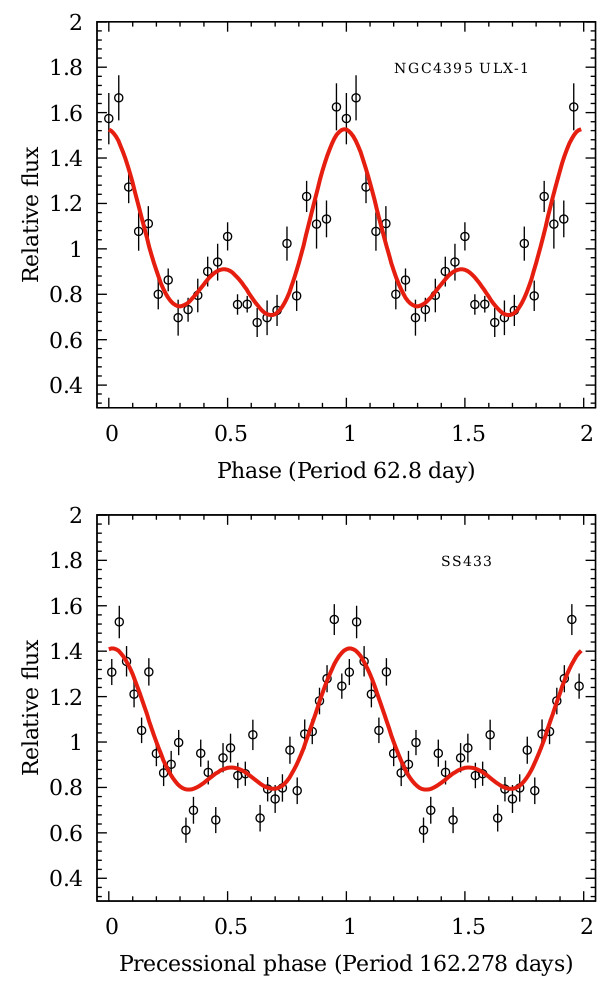 2
1.8
NGC4395 ULX-1
1.6
1.4
1.2
1
0.8
0.6
0.4
Relative flux
0 0.5 1 1.5 2
Phase (Period 62.8 day)
2
1.8
SS433
1.6
1.4
1.2
1
0.8
0.6
0.4
Relative flux
0 0.5 1 1.5 2
Precessional phase (Period 162.278 days)